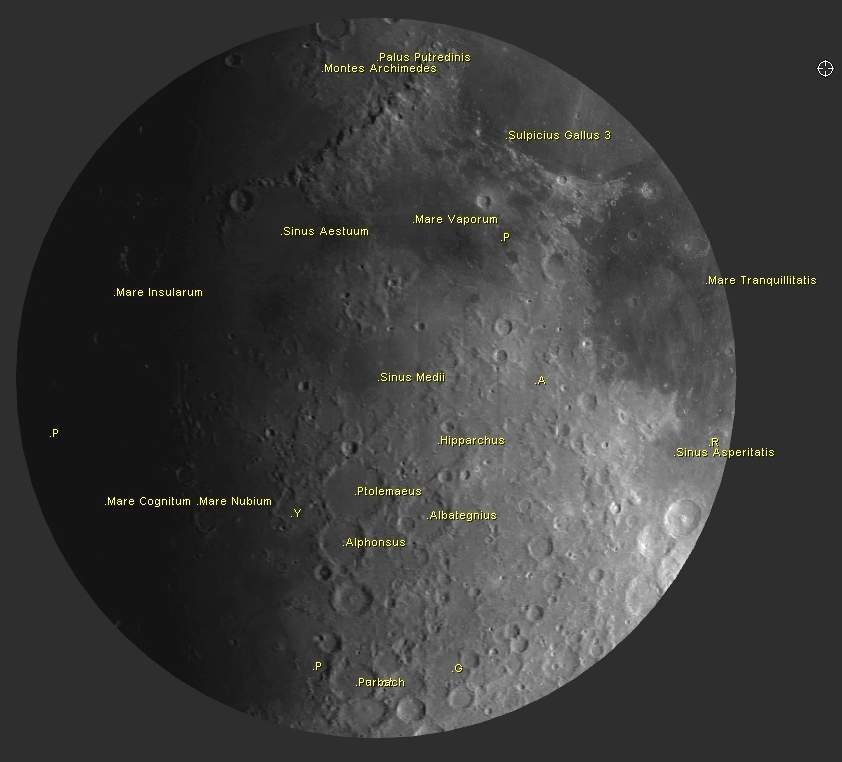 .Palus Putredinis
.Montes Archimedes
.Sulpicius Gallus 3
.Mare Vaporum
.Sinus Aestuum
.P
.Mare Tranquillitatis
.Mare Insularum
.Sinus Medii
.A
.P
.Hipparchus
.R
.Sinus Asperitatis
.Ptolemaeus
.Mare Cognitum .Mare Nubium
.Y
.Albategnius
.Alphonsus
.P
.G
.Purbach